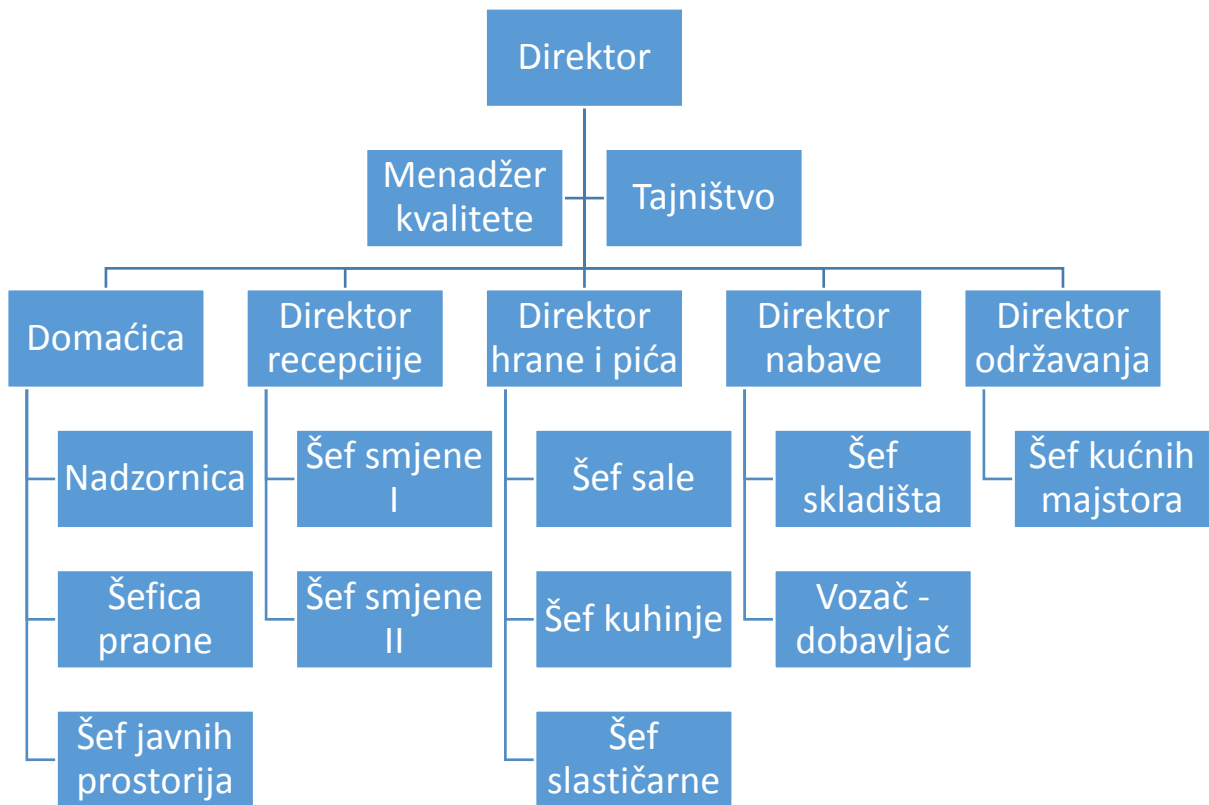 Direktor
Menadžer
kvalitete
Tajništvo
Domaćica
Direktor
recepciije
Direktor
hrane i pića
Direktor
nabave
Direktor
održavanja
Nadzornica
Šef smjene
I
Šef sale
Šef
skladišta
Šef kućnih
majstora
Šefica
praone
Šef smjene
II
Šef kuhinje
Vozač -
dobavljač
Šef javnih
prostorija
Šef
slastičarne